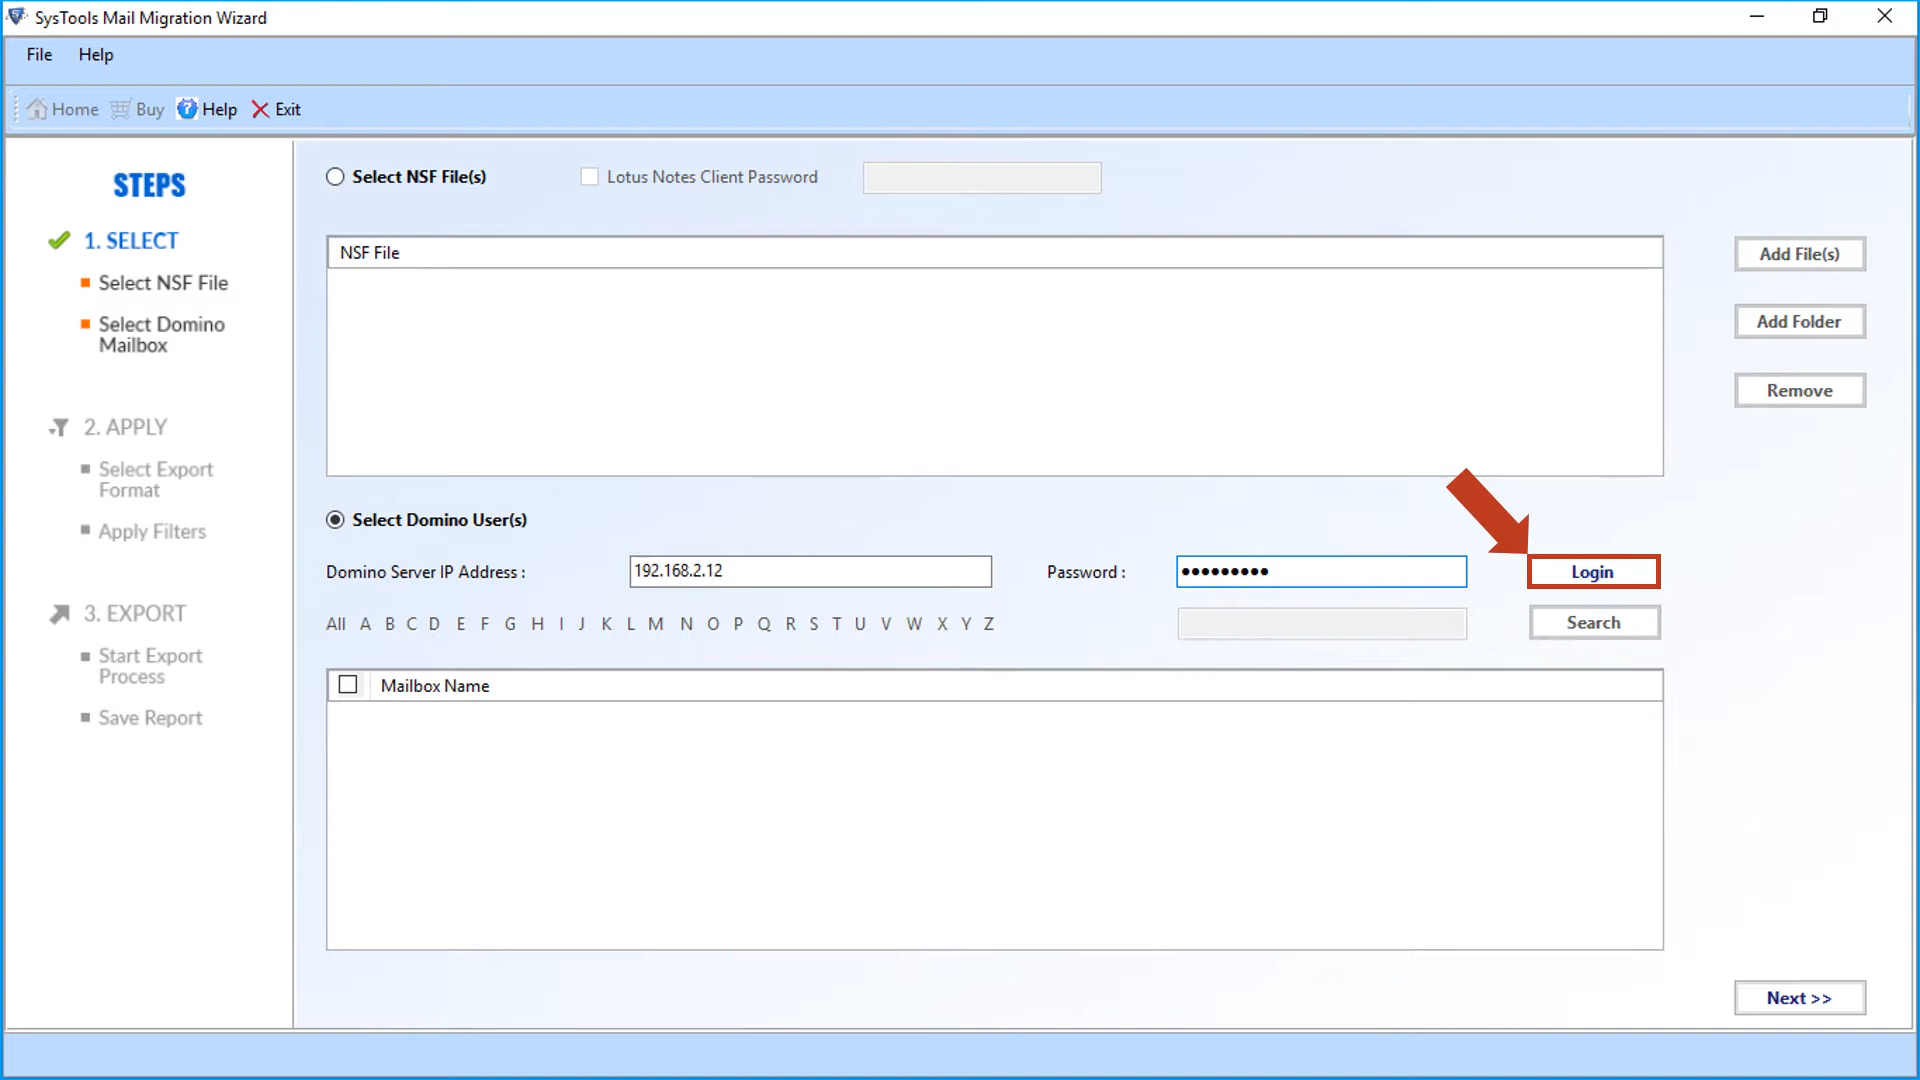 SysTools Mail Migration Wizard
File Help
Home Buy Help Exit
STEPS
1. SELECT
Select NSF File
Select Domino
Mailbox
2. APPLY
Select Export
Format
Apply Filters
3. EXPORT
Start Export
Process
Save Report
Select NSF File(s) Lotus Notes Client Password
NSF File
Add File(s)
Add Folder
Remove
Select Domino User(s)
Domino Server IP Address : 192.168.2.12 Password : ••••••••• Login
All A B C D E F G H I J K L M N O P Q R S T U V W X Y Z Search
Mailbox Name
Next >>